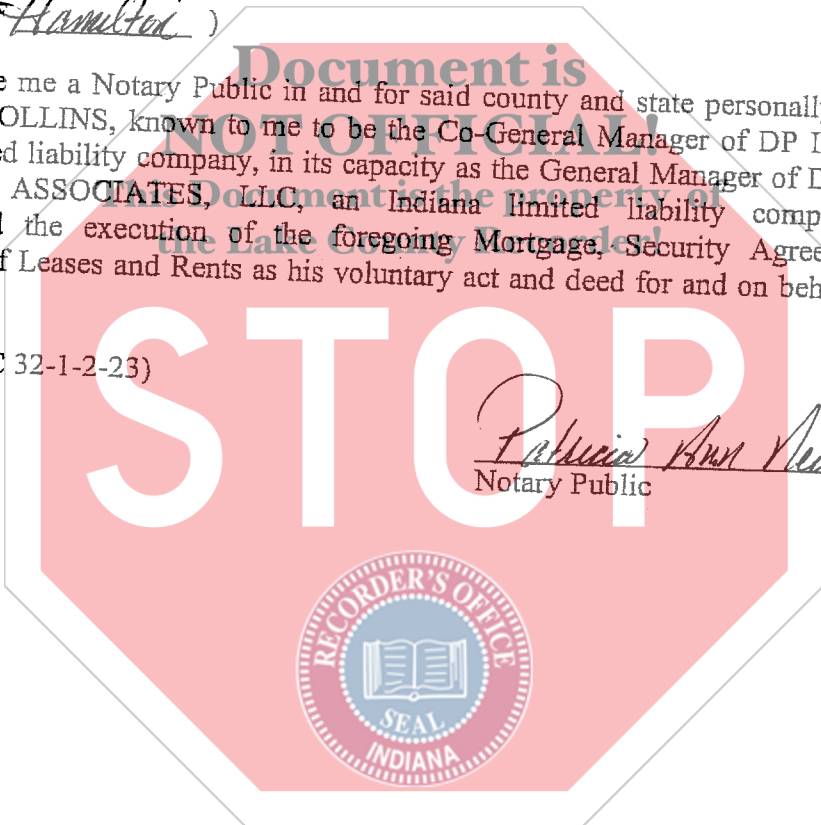 Hamilton )
Document is
e me a Notary Public in and for said county and state personall
NOT OFFICIAL!
OLLINS, known to me to be the Co-General Manager of DP I
ed liability company, in its capacity as the General Manager of D
This Document is the property of
ASSOCIATES, LLC, an Indiana limited liability comp
the Lake County Recorder!
the execution of the foregoing Mortgage, Security Agree
f Leases and Rents as his voluntary act and deed for and on beh
STOP
C 32-1-2-23)
Patricia Ann
Notary Public
RECORDER'S OFFICE
SEAL
INDIANA